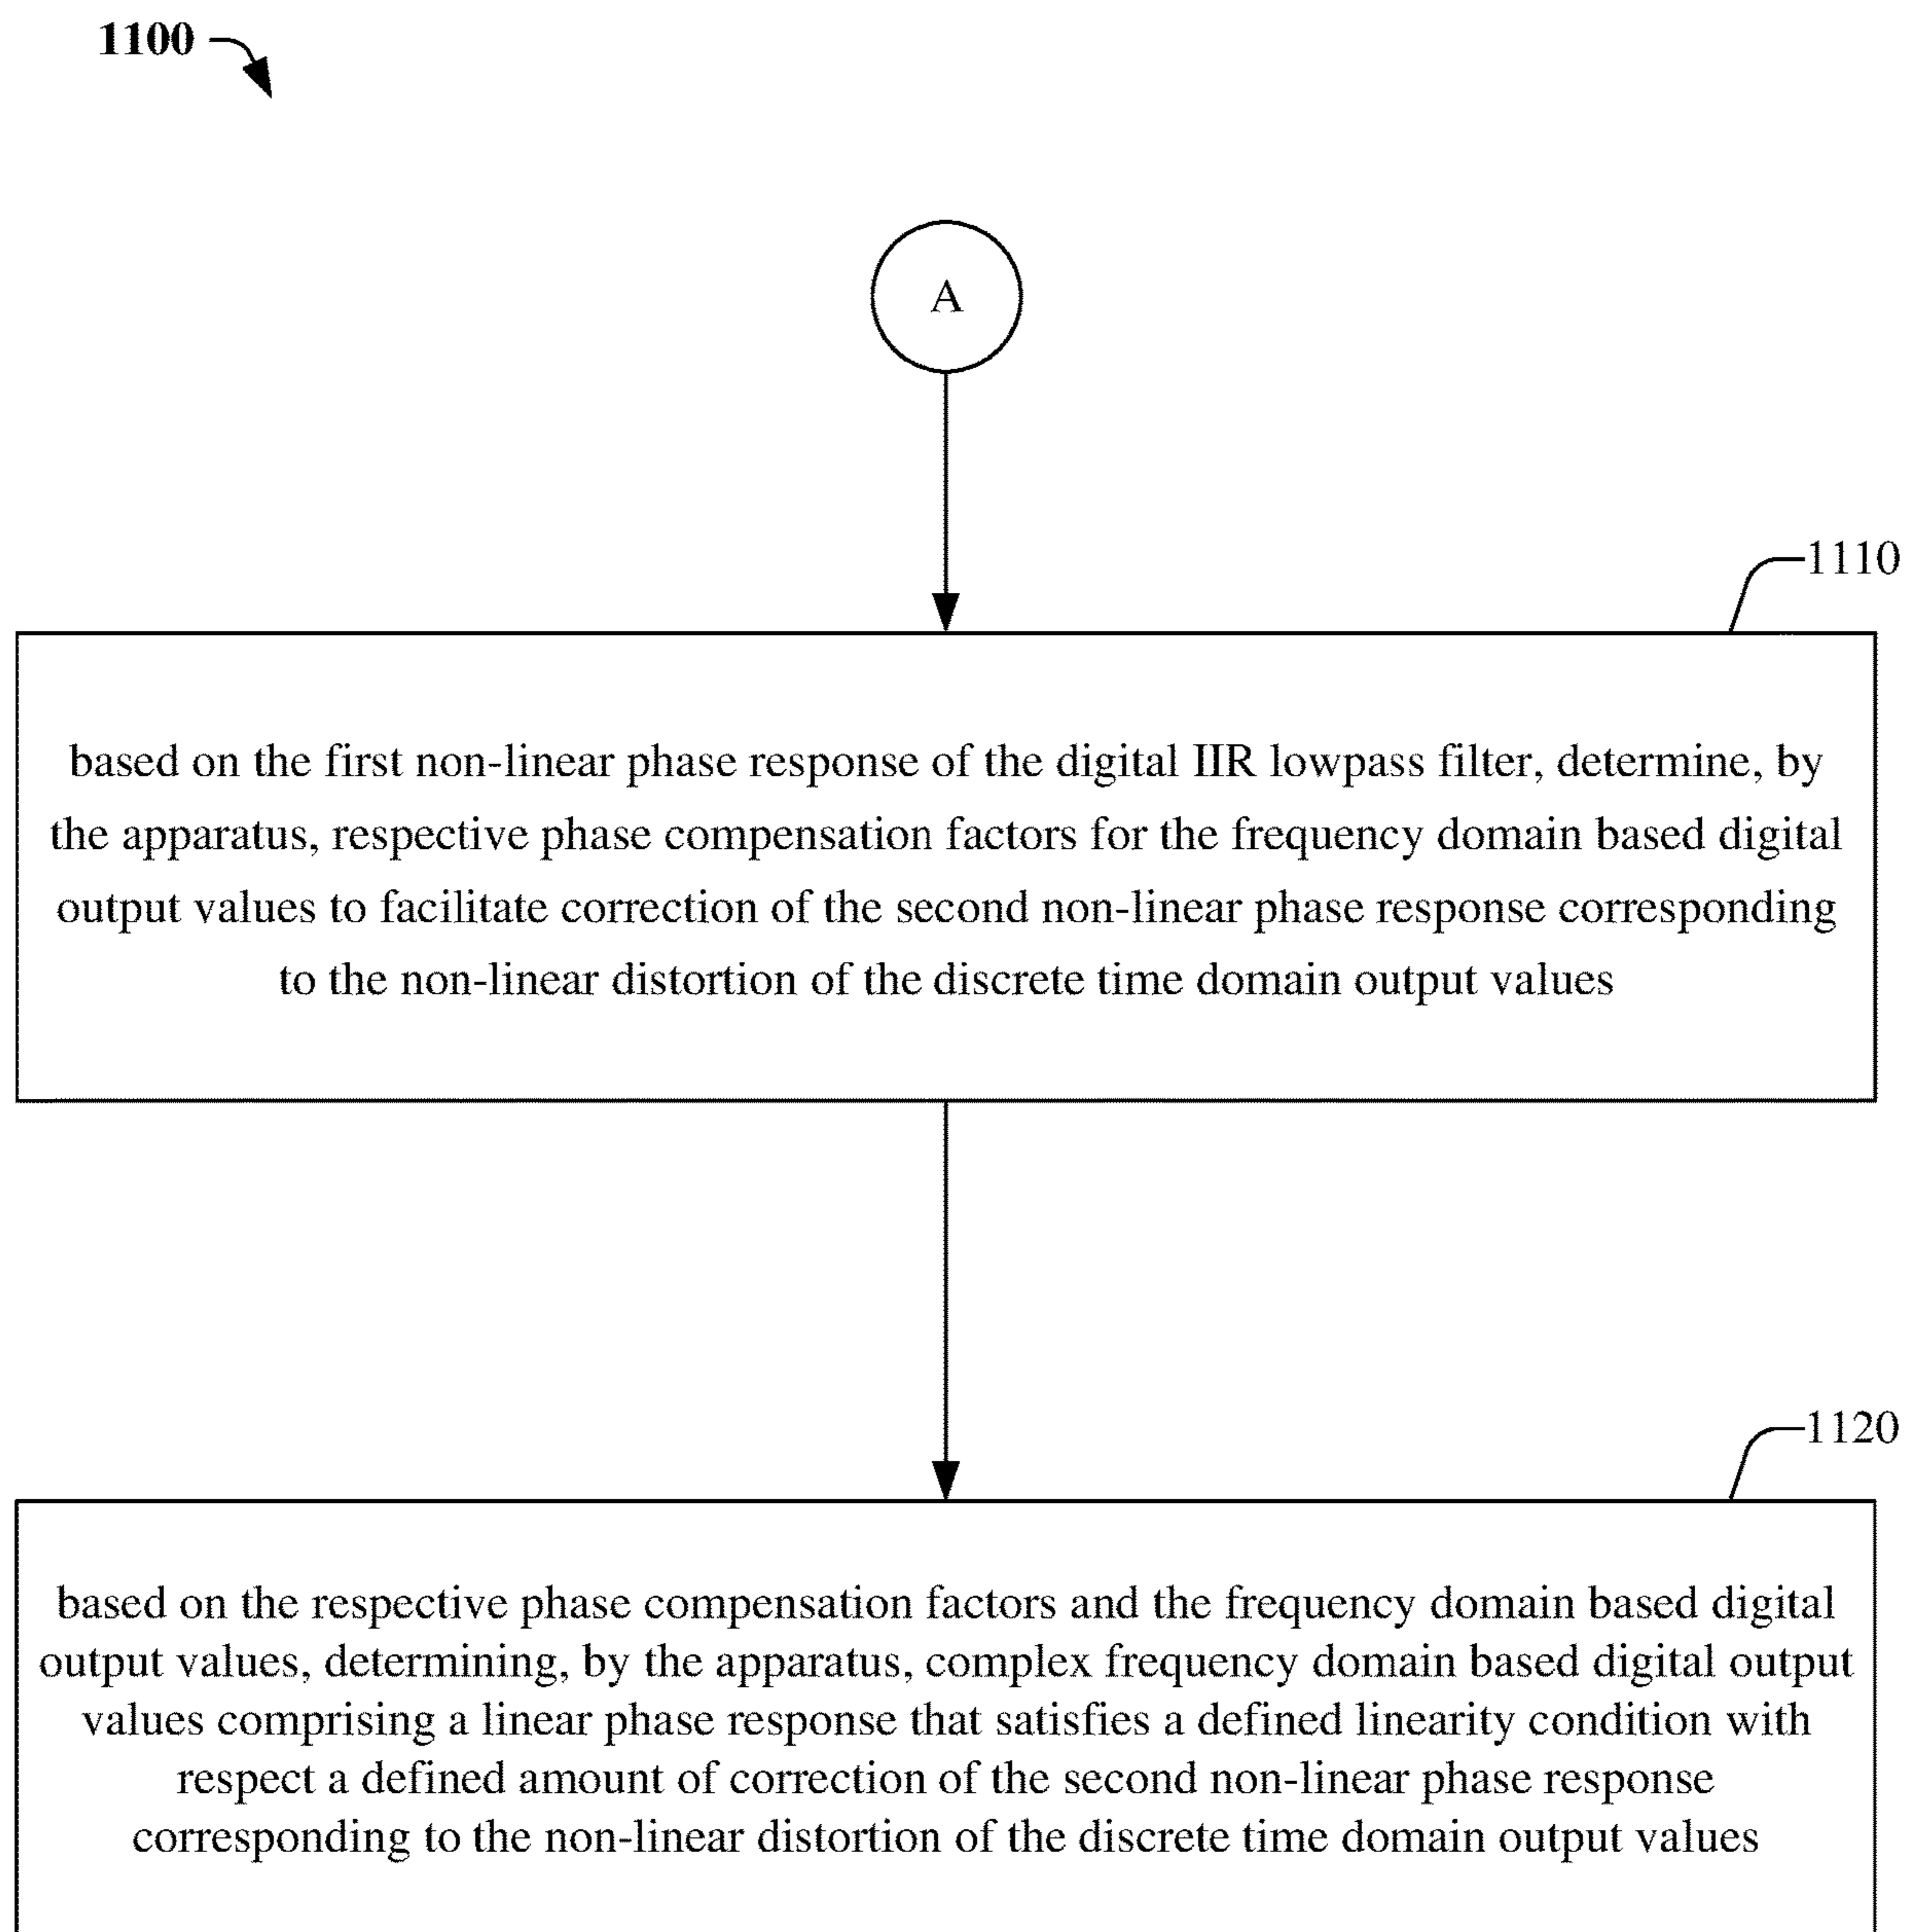 1100
A
1110
based on the first non-linear phase response of the digital IIR lowpass filter, determine, by
the apparatus, respective phase compensation factors for the frequency domain based digital
output values to facilitate correction of the second non-linear phase response corresponding
to the non-linear distortion of the discrete time domain output values
1120
based on the respective phase compensation factors and the frequency domain based digital
output values, determining, by the apparatus, complex frequency domain based digital output
values comprising a linear phase response that satisfies a defined linearity condition with
respect a defined amount of correction of the second non-linear phase response
corresponding to the non-linear distortion of the discrete time domain output values